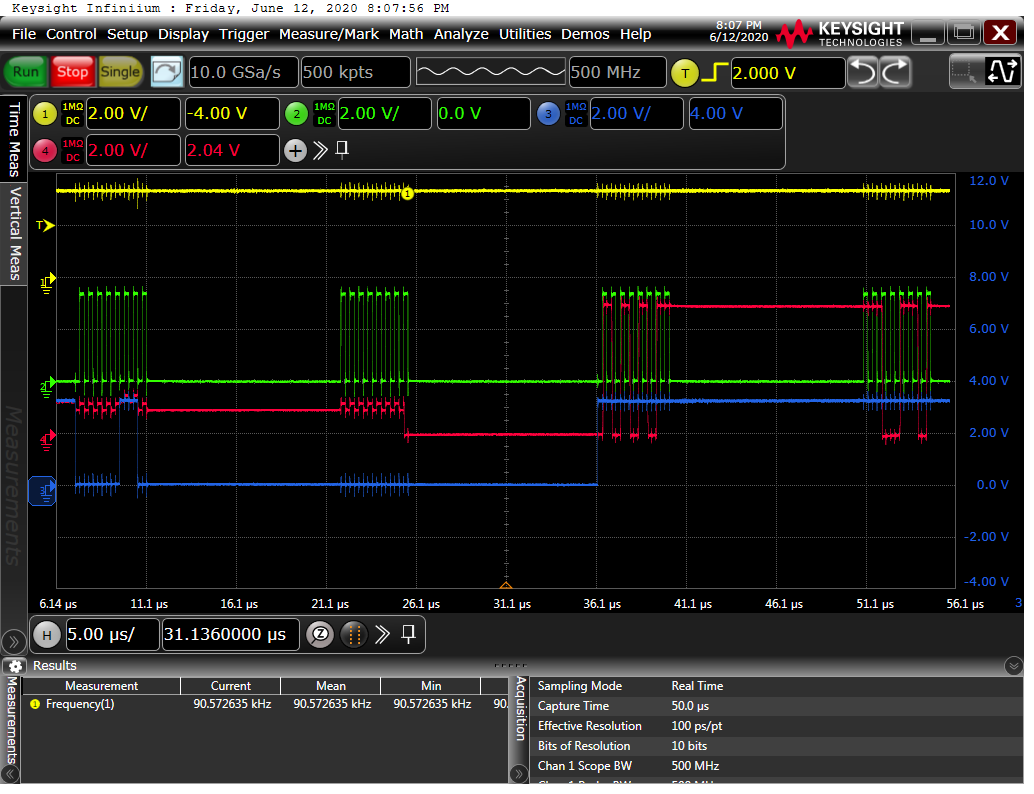 Keysight Infiniium : Friday, June 12, 2020 8:07:56 PM
File Control Setup Display Trigger Measure/Mark Math Analyze Utilities Demos Help
8:07 PM
6/12/2020
KEYSIGHT
TECHNOLOGIES
X
Run Stop Single 10.0 GSa/s 500 kpts 500 MHz T 2.000 V
Time Meas
Vertical Meas
Measurements
1 1MΩ DC 2.00 V/ -4.00 V 2 1MΩ DC 2.00 V/ 0.0 V 3 1MΩ DC 2.00 V/ 4.00 V
4 1MΩ DC 2.00 V/ 2.04 V +
12.0 V
10.0 V
8.00 V
6.00 V
4.00 V
2.00 V
0.0 V
-2.00 V
-4.00 V
T
1
1
2
4
3
6.14 µs 11.1 µs 16.1 µs 21.1 µs 26.1 µs 31.1 µs 36.1 µs 41.1 µs 46.1 µs 51.1 µs 56.1 µs 3
H 5.00 µs/ 31.1360000 µs Z
Results
Measurements
Measurement Current Mean Min
1 Frequency(1) 90.572635 kHz 90.572635 kHz 90.572635 kHz 90.
Acquisition
Sampling Mode Real Time
Capture Time 50.0 µs
Effective Resolution 100 ps/pt
Bits of Resolution 10 bits
Chan 1 Scope BW 500 MHz